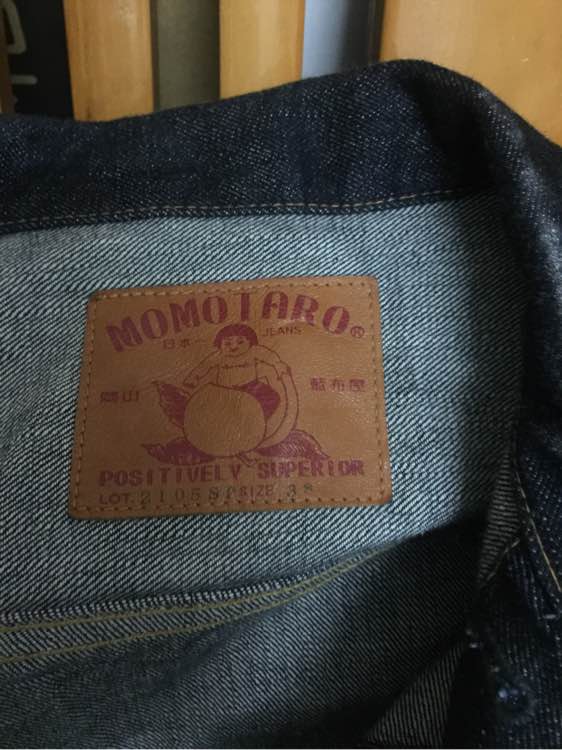 MOMOTARO®
日本一 JEANS
岡山 藍布屋
POSITIVELY SUPERIOR
LOT. 2105SP SIZE 38